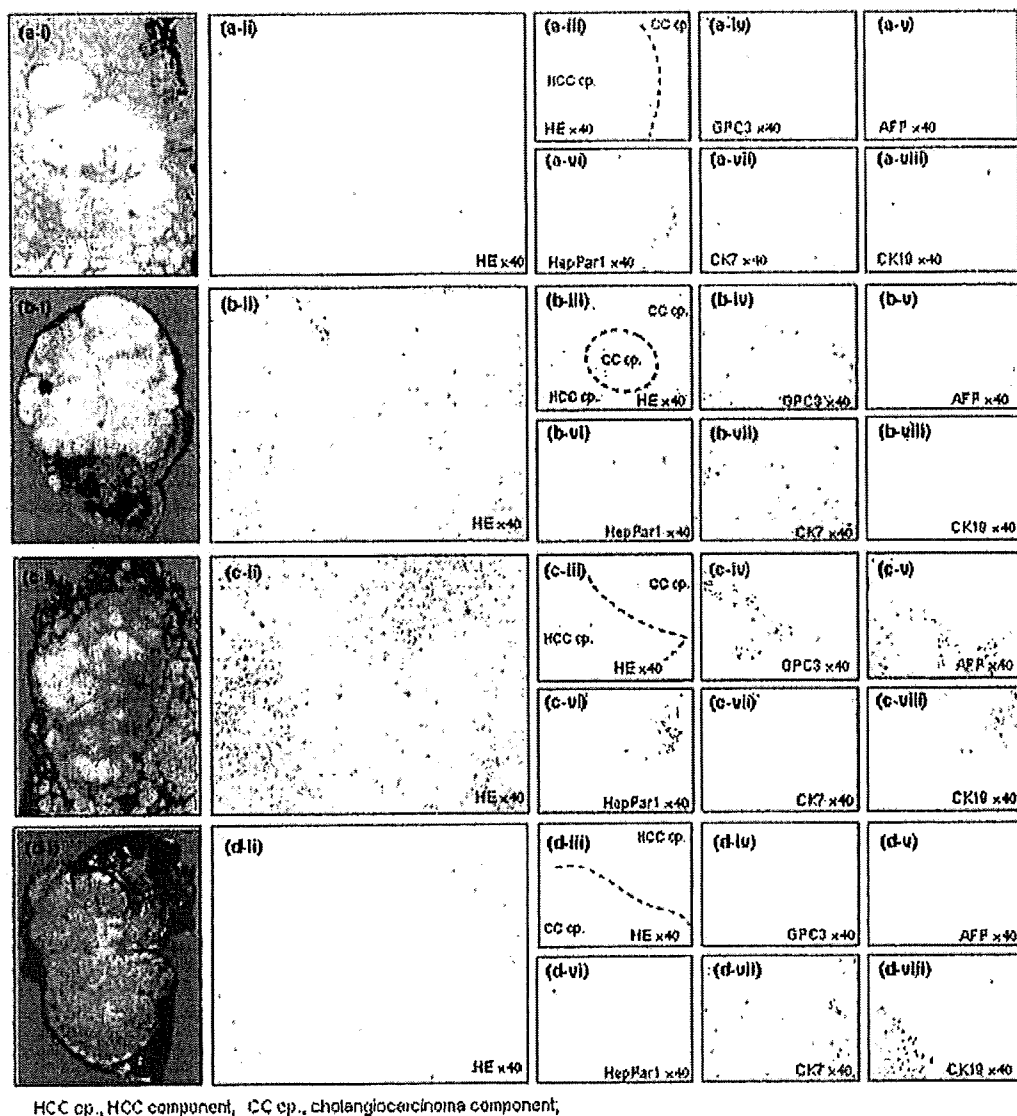 (a-i) (a-ii) (a-iii) CC cp. (a-iv) (a-v)
HCC cp.
HE ×40 GPC3 ×40 AFP ×40
(a-vi) (a-vii) (a-viii)
HE ×40 HepPar1 ×40 CK7 ×40 CK19 ×40
(b-i) (b-ii) (b-iii) CC cp. (b-iv) (b-v)
CC cp.
HCC cp. HE ×40 GPC3 ×40 AFP ×40
(b-vi) (b-vii) (b-viii)
HE ×40 HepPar1 ×40 CK7 ×40 CK19 ×40
(c-ii) (c-iii) CC cp. (c-iv) (c-v)
HCC cp.
HE ×40 GPC3 ×40 AFP ×40
(c-vi) (c-vii) (c-viii)
HE ×40 HepPar1 ×40 CK7 ×40 CK19 ×40
(d-ii) (d-iii) HCC cp. (d-iv) (d-v)
CC cp. HE ×40 GPC3 ×40 AFP ×40
(d-vi) (d-vii) (d-viii)
HE ×40 HepPar1 ×40 CK7 ×40 CK19 ×40
HCC cp., HCC component, CC cp., cholangiocarcinoma component;